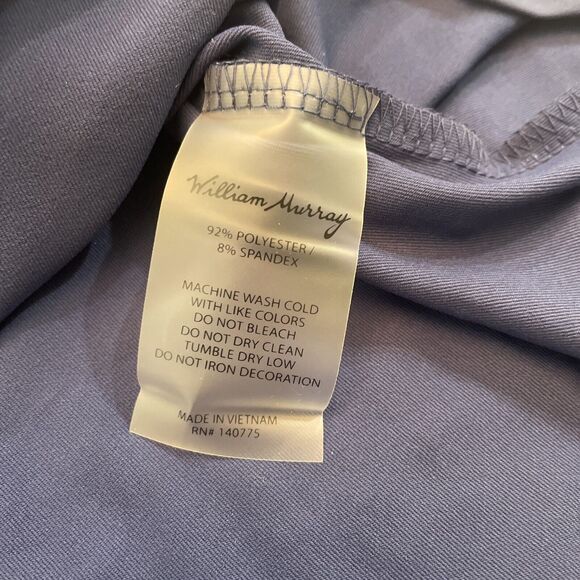 William Murray
92% POLYESTER /
8% SPANDEX
MACHINE WASH COLD
WITH LIKE COLORS
DO NOT BLEACH
DO NOT DRY CLEAN
TUMBLE DRY LOW
DO NOT IRON DECORATION
MADE IN VIETNAM
RN# 140775